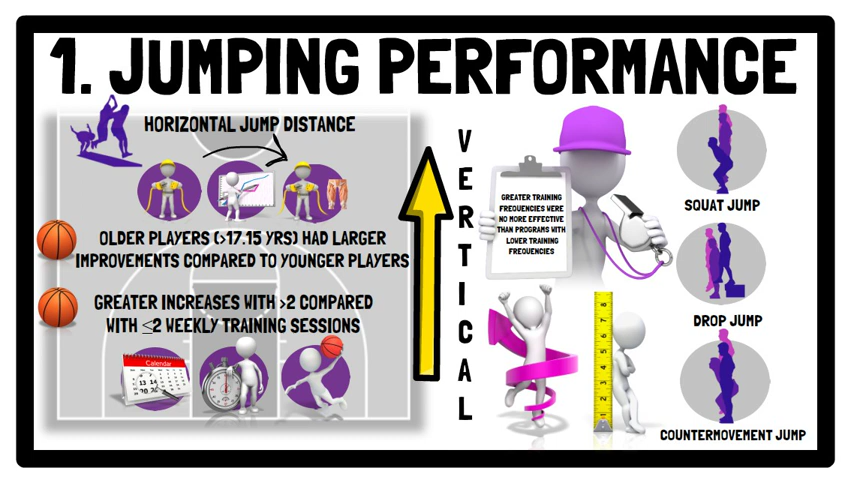 1. JUMPING PERFORMANCE
HORIZONTAL JUMP DISTANCE
OLDER PLAYERS (>17.15 YRS) HAD LARGER
IMPROVEMENTS COMPARED TO YOUNGER PLAYERS
GREATER INCREASES WITH >2 COMPARED
WITH ≤2 WEEKLY TRAINING SESSIONS
Calendar
VERTICAL
GREATER TRAINING
FREQUENCIES WERE
NO MORE EFFECTIVE
THAN PROGRAMS WITH
LOWER TRAINING
FREQUENCIES
SQUAT JUMP
DROP JUMP
COUNTERMOVEMENT JUMP